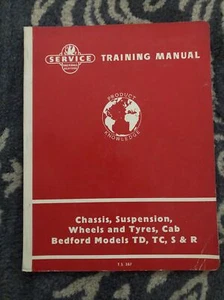 SERVICE
TRAINING MANUAL
PRODUCT
KNOWLEDGE
Chassis, Suspension,
Wheels and Tyres, Cab
Bedford Models TD, TC, S & R